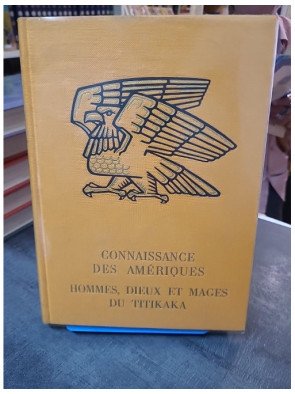 CONNAISSANCE
DES AMÉRIQUES
HOMMES, DIEUX ET MAGES
DU TITIKAKA